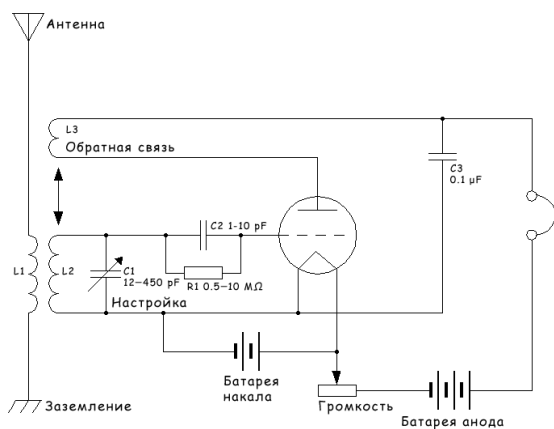 Антенна
L3
Обратная связь
C3
0.1 µF
C2 1-10 pF
L1
L2
C1
12-450 pF
R1 0.5-10 MΩ
Настройка
Батарея
накала
Громкость
Батарея анода
Заземление